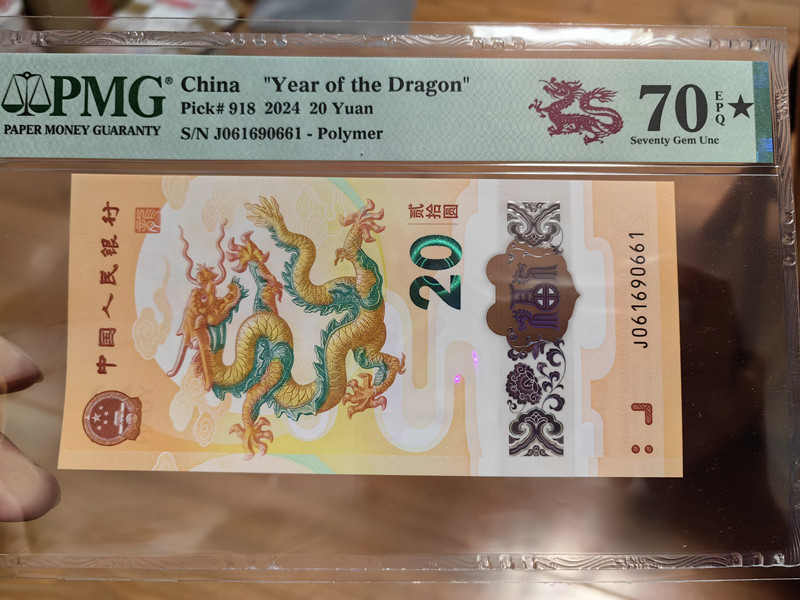 PMG®
PAPER MONEY GUARANTY
China "Year of the Dragon"
Pick# 918 2024 20 Yuan
S/N J061690661 - Polymer
70 EPQ ★
Seventy Gem Unc
中国人民银行
贰拾圆
20
福
J061690661